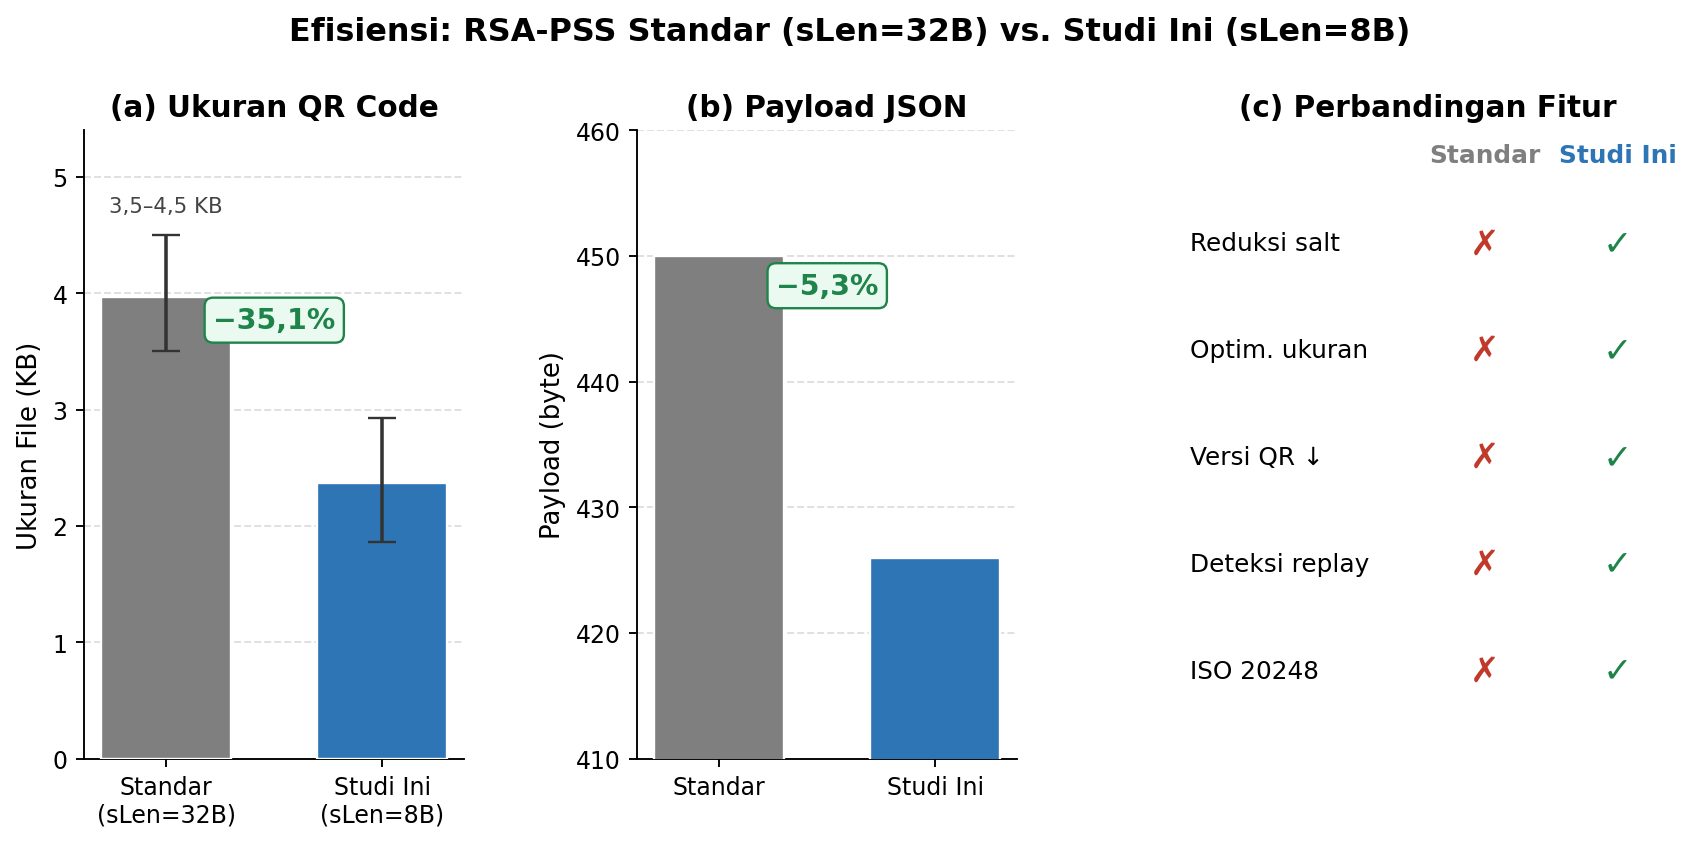 Efisiensi: RSA-PSS Standar (sLen=32B) vs. Studi Ini (sLen=8B)
(a) Ukuran QR Code
Ukuran File (KB)
5
4
3
2
1
0
3,5–4,5 KB
−35,1%
Standar
(sLen=32B)
Studi Ini
(sLen=8B)
(b) Payload JSON
Payload (byte)
460
450
440
430
420
410
−5,3%
Standar
Studi Ini
(c) Perbandingan Fitur
Standar Studi Ini
Reduksi salt ✗ ✓
Optim. ukuran ✗ ✓
Versi QR ↓ ✗ ✓
Deteksi replay ✗ ✓
ISO 20248 ✗ ✓